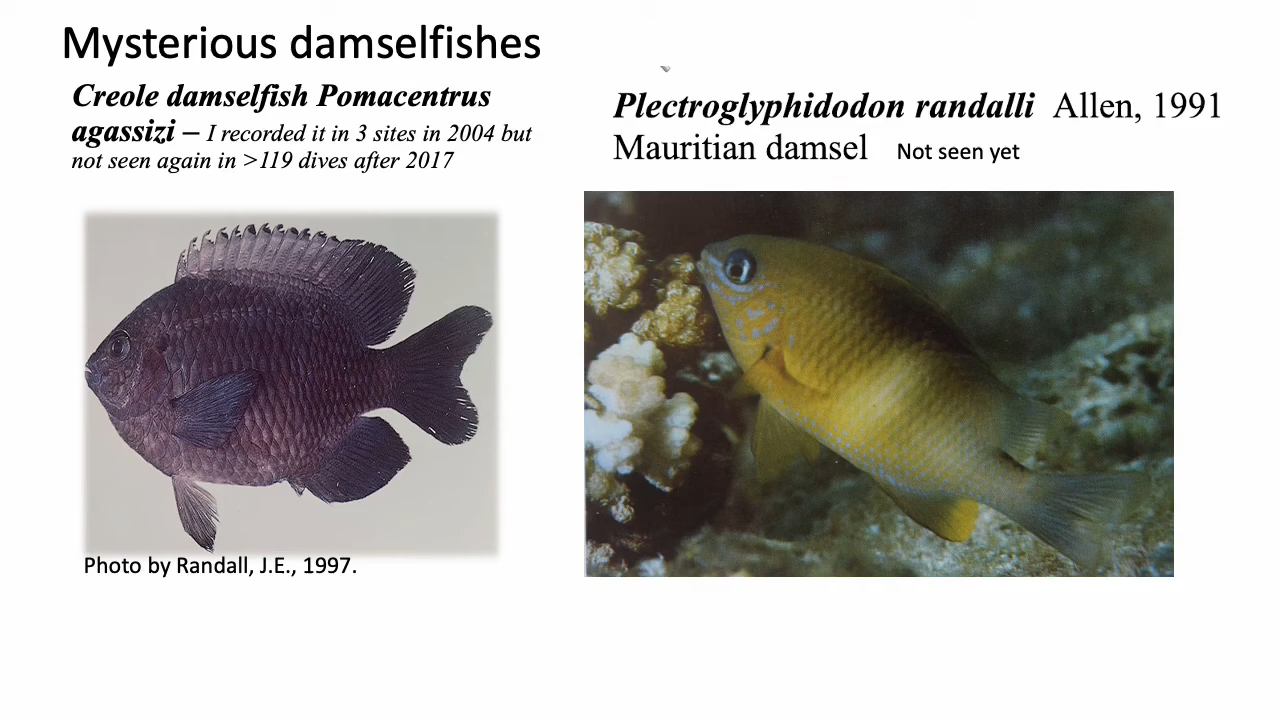 Mysterious damselfishes
Creole damselfish Pomacentrus
agassizi – I recorded it in 3 sites in 2004 but
not seen again in >119 dives after 2017
Plectroglyphidodon randalli Allen, 1991
Mauritian damsel Not seen yet
Photo by Randall, J.E., 1997.